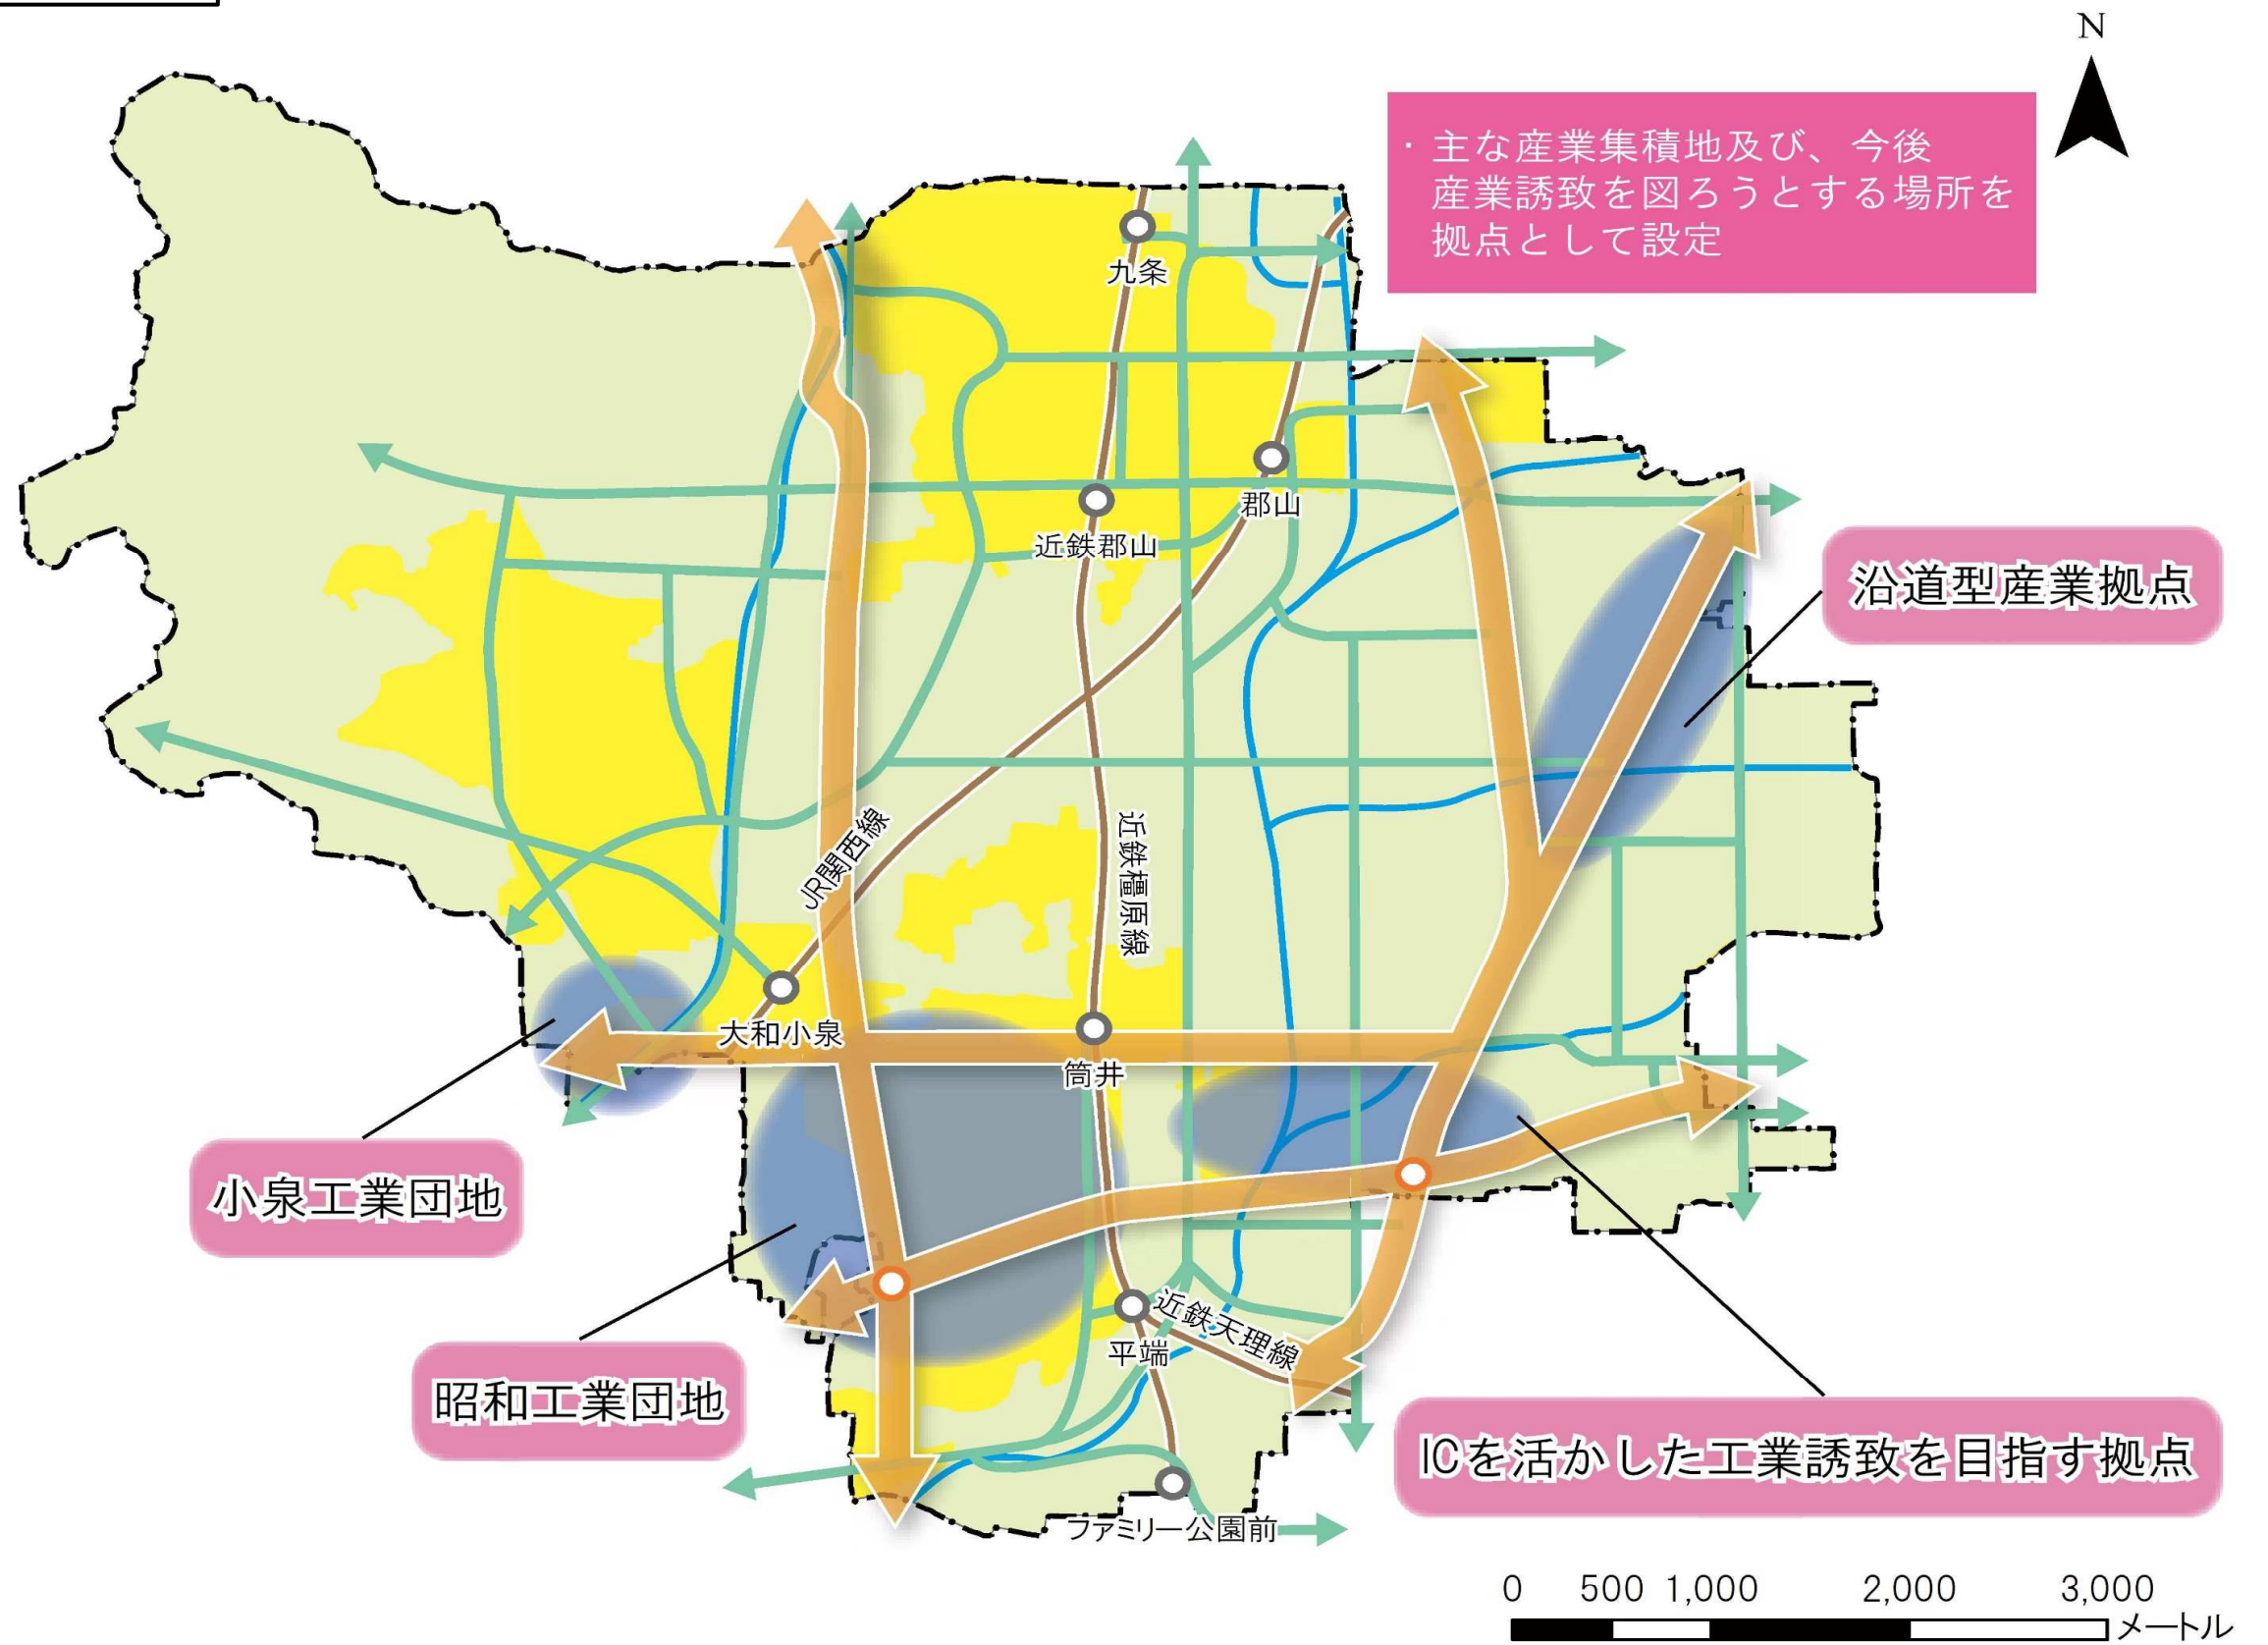 N
・主な産業集積地及び、今後
産業誘致を図ろうとする場所を
拠点として設定
九条
郡山
近鉄郡山
沿道型産業拠点
JR関西線
近鉄橿原線
大和小泉
筒井
小泉工業団地
近鉄天理線
平端
昭和工業団地
ICを活かした工業誘致を目指す拠点
ファミリー公園前
0 500 1,000 2,000 3,000
メートル